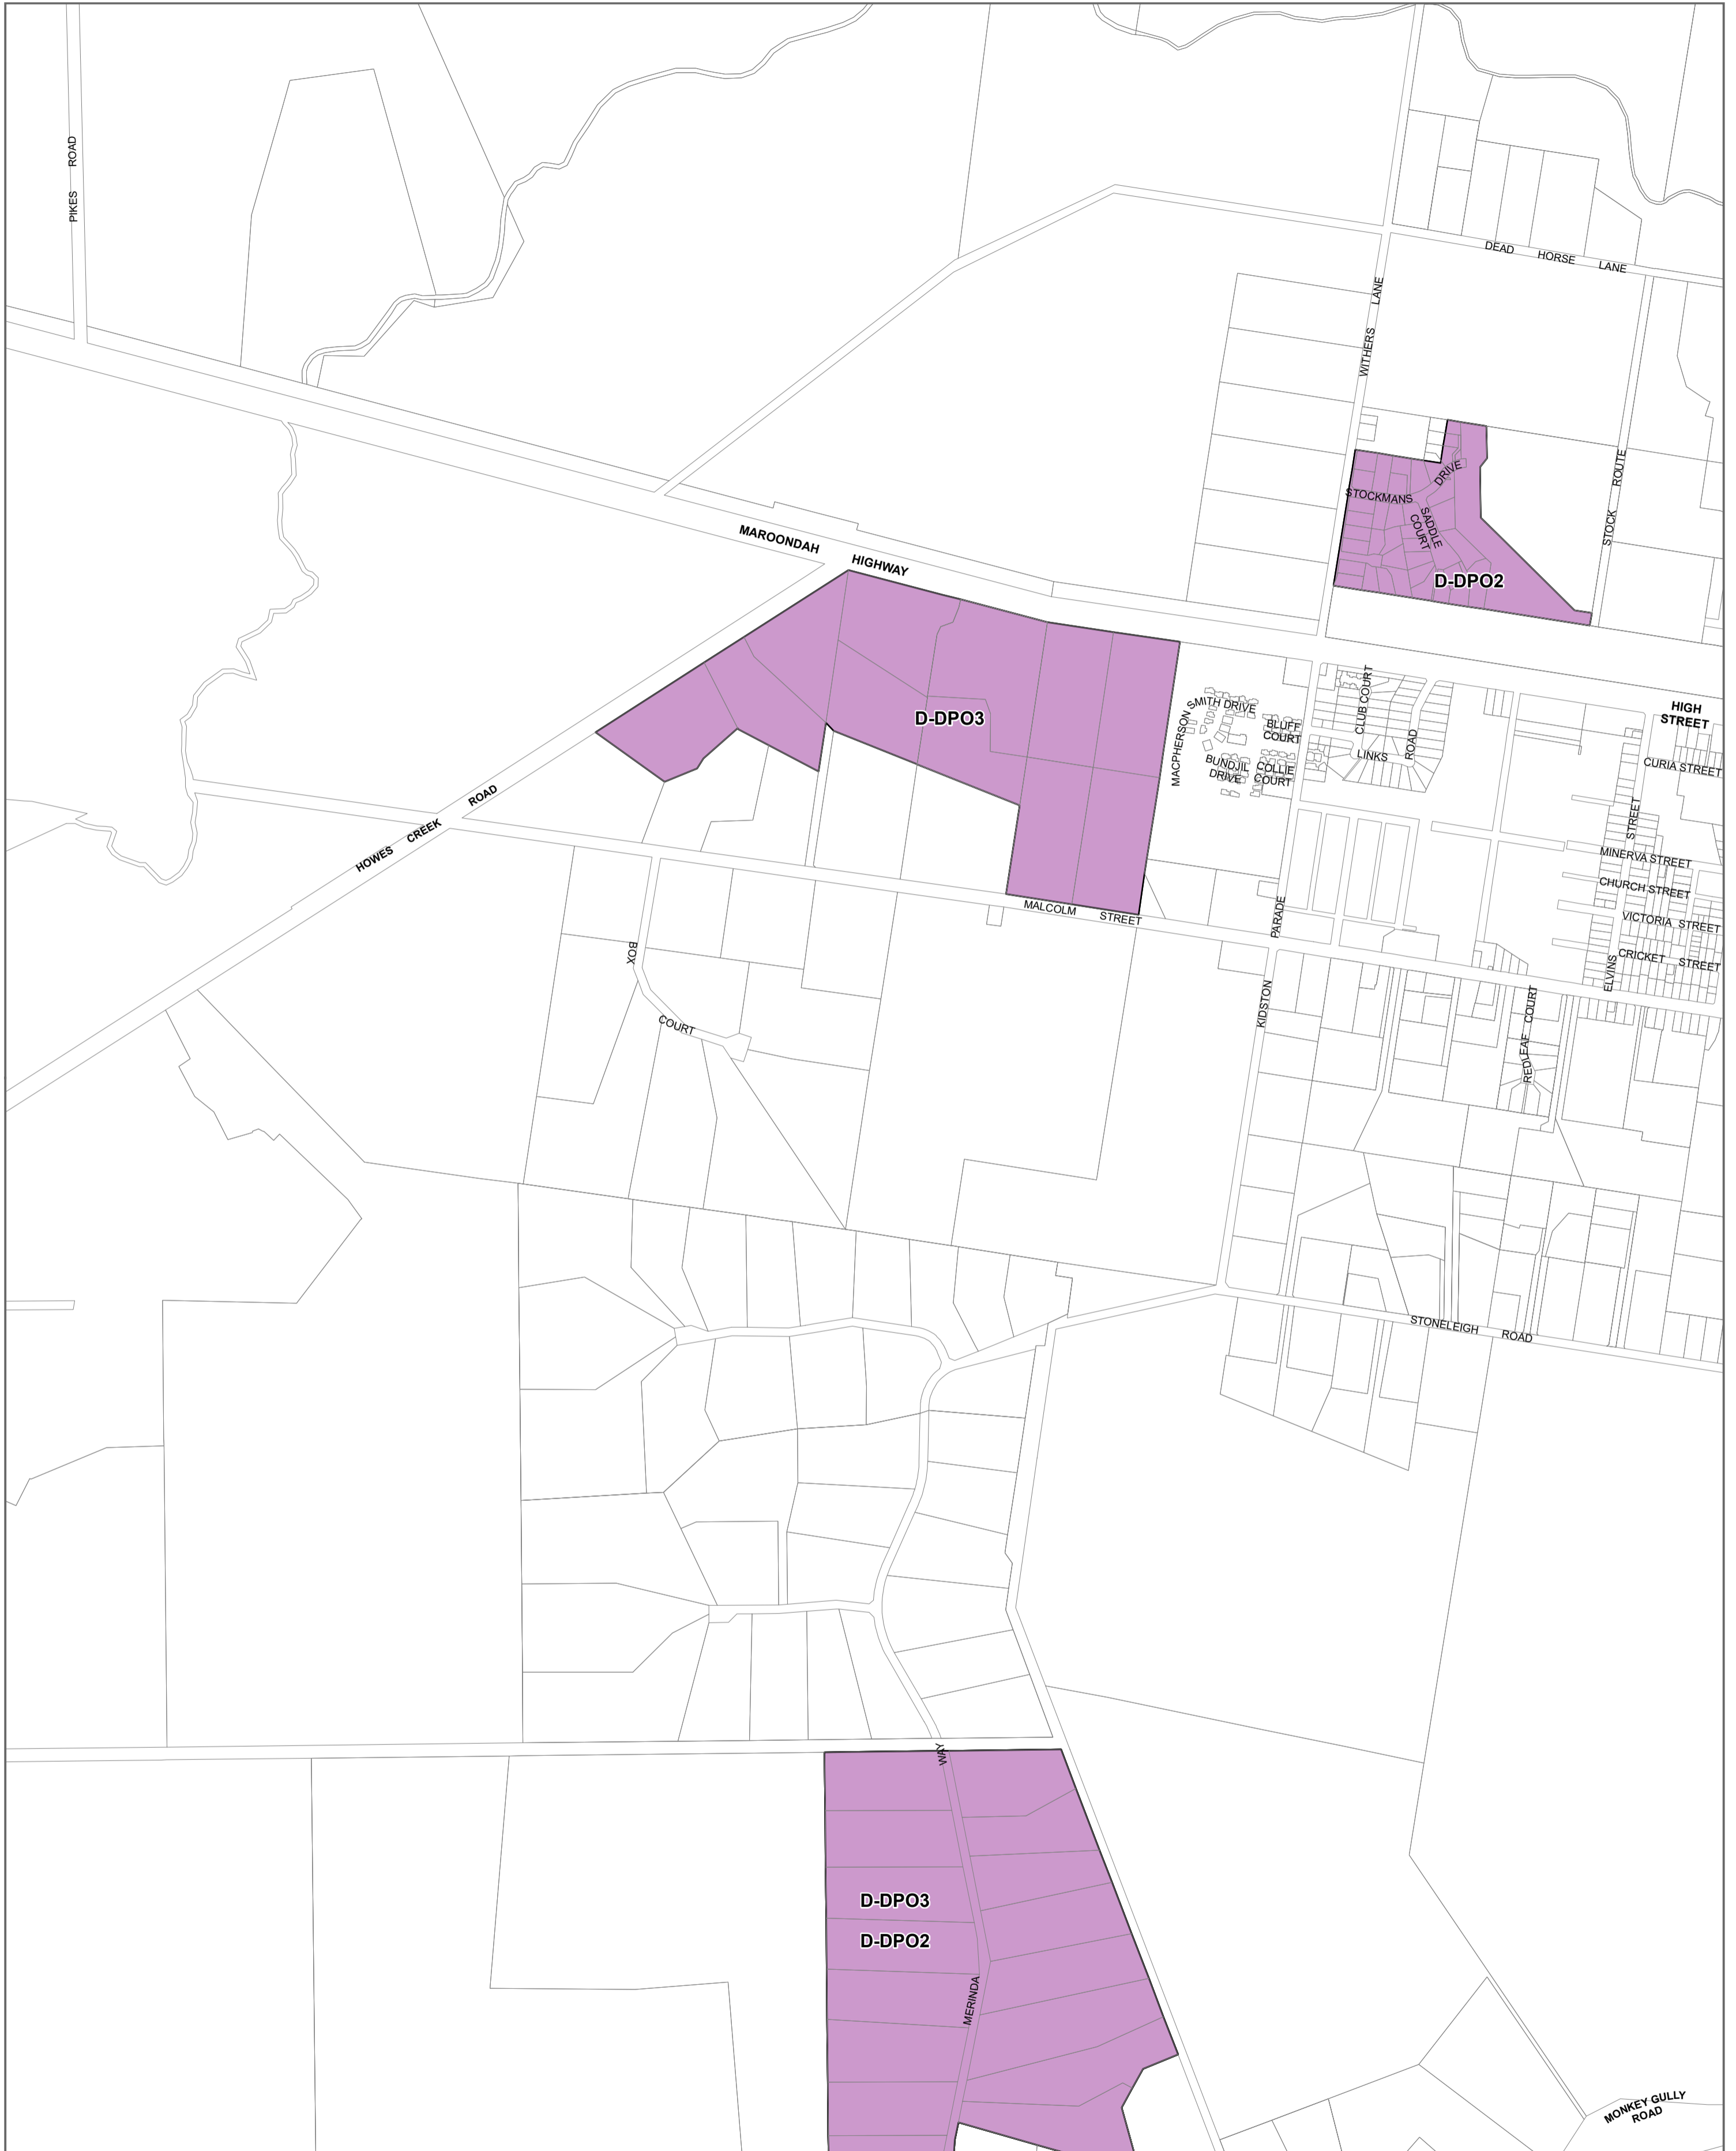 PIKES ROAD
DEAD HORSE LANE
WITHERS LANE
STOCK ROUTE
STOCKMANS DRIVE
SADDLE
COURT
D-DPO2
MAROONDAH HIGHWAY
D-DPO3
MACPHERSON
SMITH DRIVE
BLUFF
COURT
BUNDJIL
DRIVE
COLLIE
COURT
CLUB COURT
LINKS ROAD
HIGH
STREET
CURIA STREET
ELVINS STREET
MINERVA STREET
CHURCH STREET
VICTORIA STREET
CRICKET STREET
HOWES CREEK ROAD
MALCOLM STREET
KIDSTON PARADE
REDLEAF COURT
BOX COURT
STONELEIGH ROAD
MERINDA WAY
D-DPO3
D-DPO2
MONKEY GULLY
ROAD